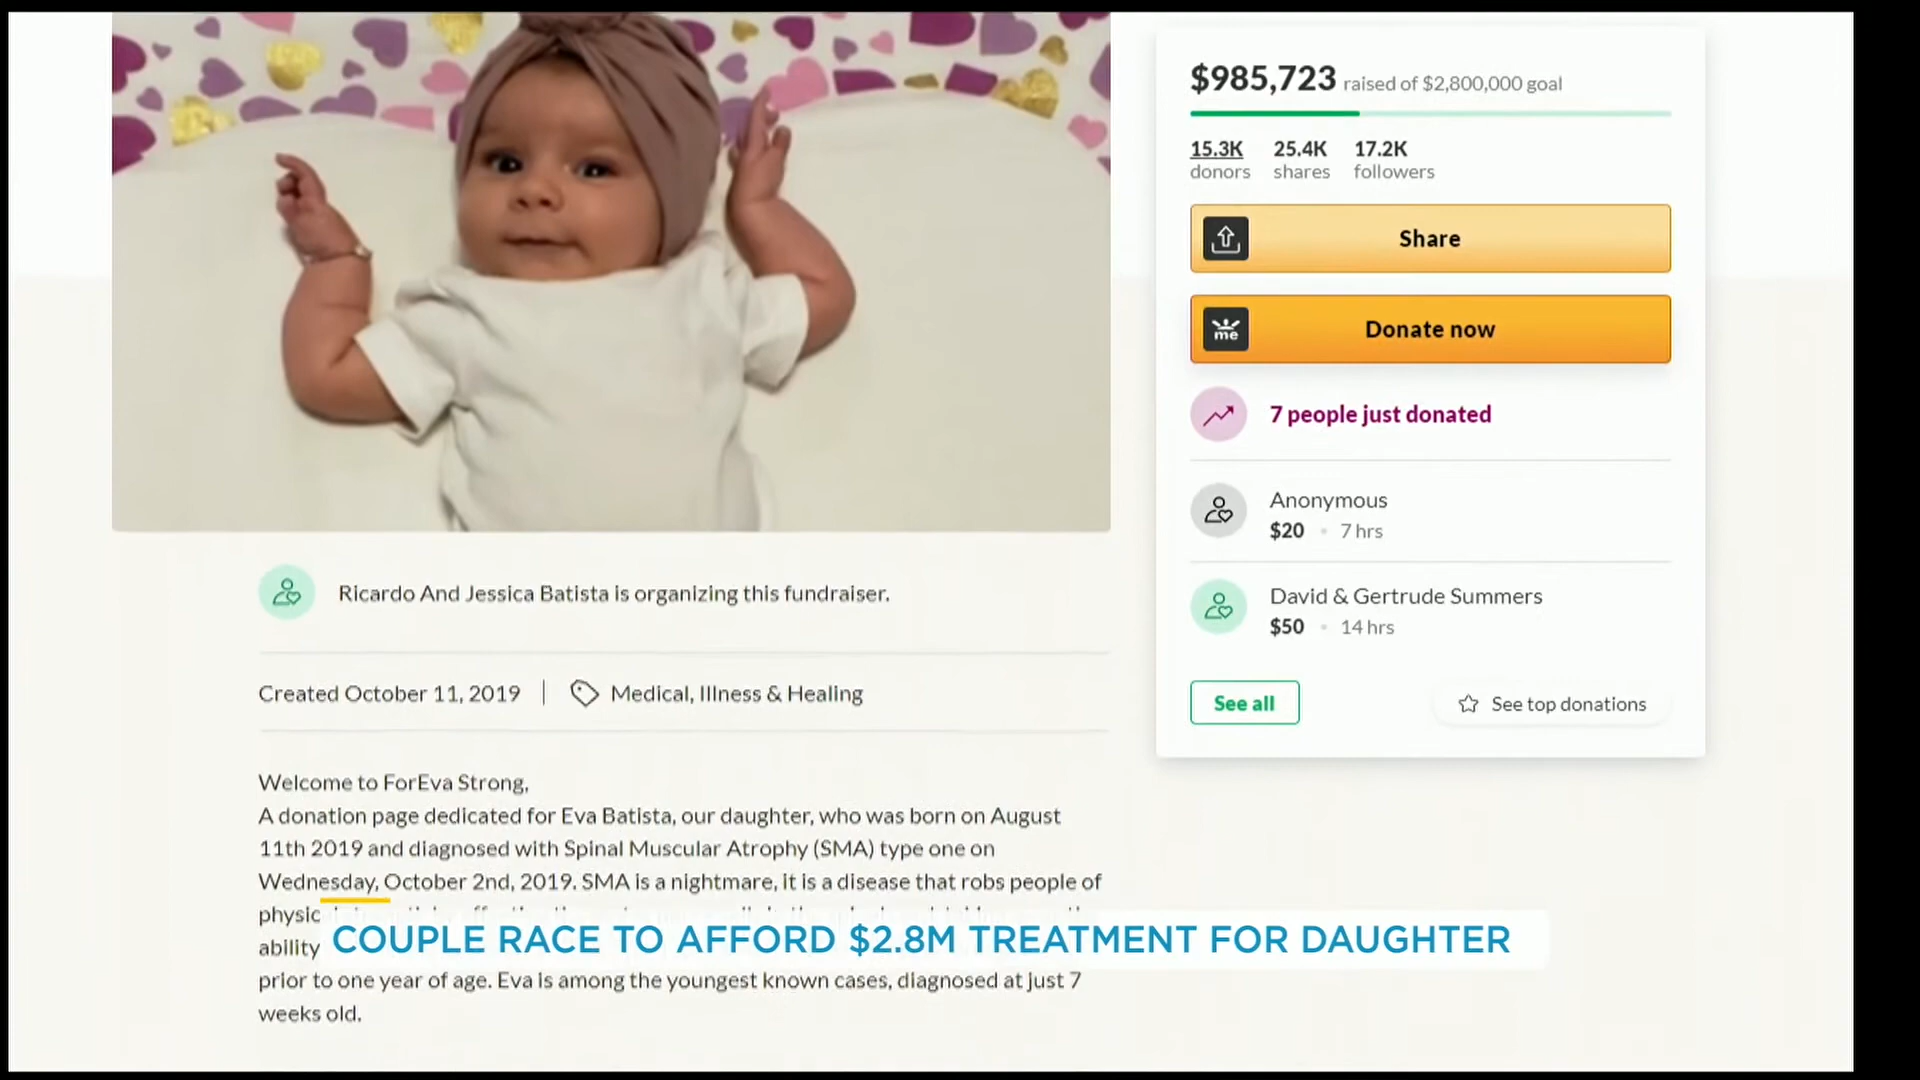 $985,723 raised of $2,800,000 goal
15.3K 25.4K 17.2K
donors shares followers
Share
me
Donate now
7 people just donated
Anonymous
$20 • 7 hrs
David & Gertrude Summers
$50 • 14 hrs
See all
See top donations
Ricardo And Jessica Batista is organizing this fundraiser.
Created October 11, 2019 | Medical, Illness & Healing
Welcome to ForEva Strong,
A donation page dedicated for Eva Batista, our daughter, who was born on August
11th 2019 and diagnosed with Spinal Muscular Atrophy (SMA) type one on
Wednesday, October 2nd, 2019. SMA is a nightmare, it is a disease that robs people of
ability
COUPLE RACE TO AFFORD $2.8M TREATMENT FOR DAUGHTER
prior to one year of age. Eva is among the youngest known cases, diagnosed at just 7
weeks old.